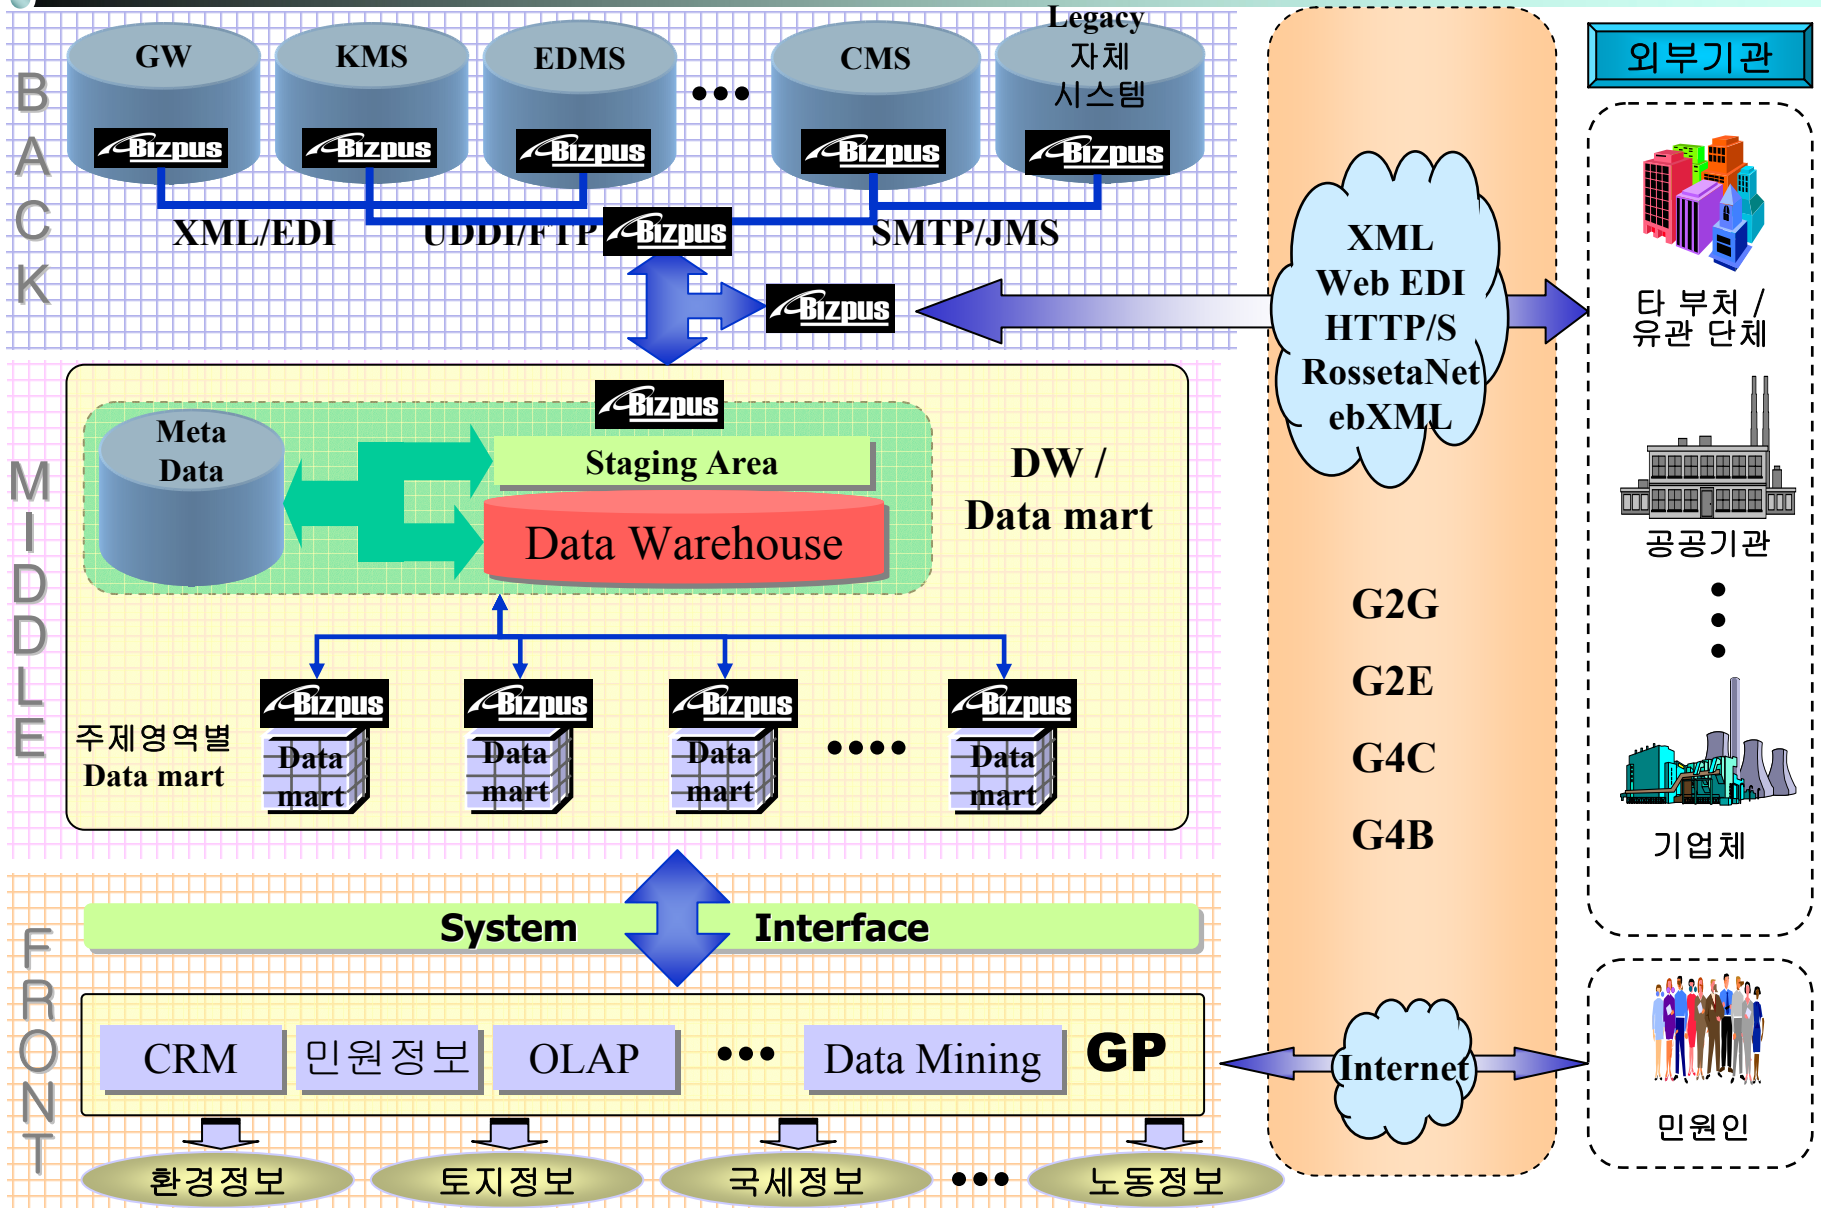 BACK
GW
KMS
EDMS
CMS
Legacy
자체
시스템
Bizpus
Bizpus
Bizpus
Bizpus
Bizpus
XML/EDI
UDDI/FTP
Bizpus
SMTP/JMS
Bizpus
MIDDLE
Bizpus
Meta
Data
Staging Area
Data Warehouse
DW /
Data mart
주제영역별
Data mart
Bizpus
Data
mart
Bizpus
Data
mart
Bizpus
Data
mart
Bizpus
Data
mart
FRONT
System Interface
CRM
민원정보
OLAP
Data Mining
GP
환경정보
토지정보
국세정보
노동정보
XML
Web EDI
HTTP/S
RossetaNet
ebXML
G2G
G2E
G4C
G4B
Internet
외부기관
타 부처 /
유관 단체
공공기관
기업체
민원인